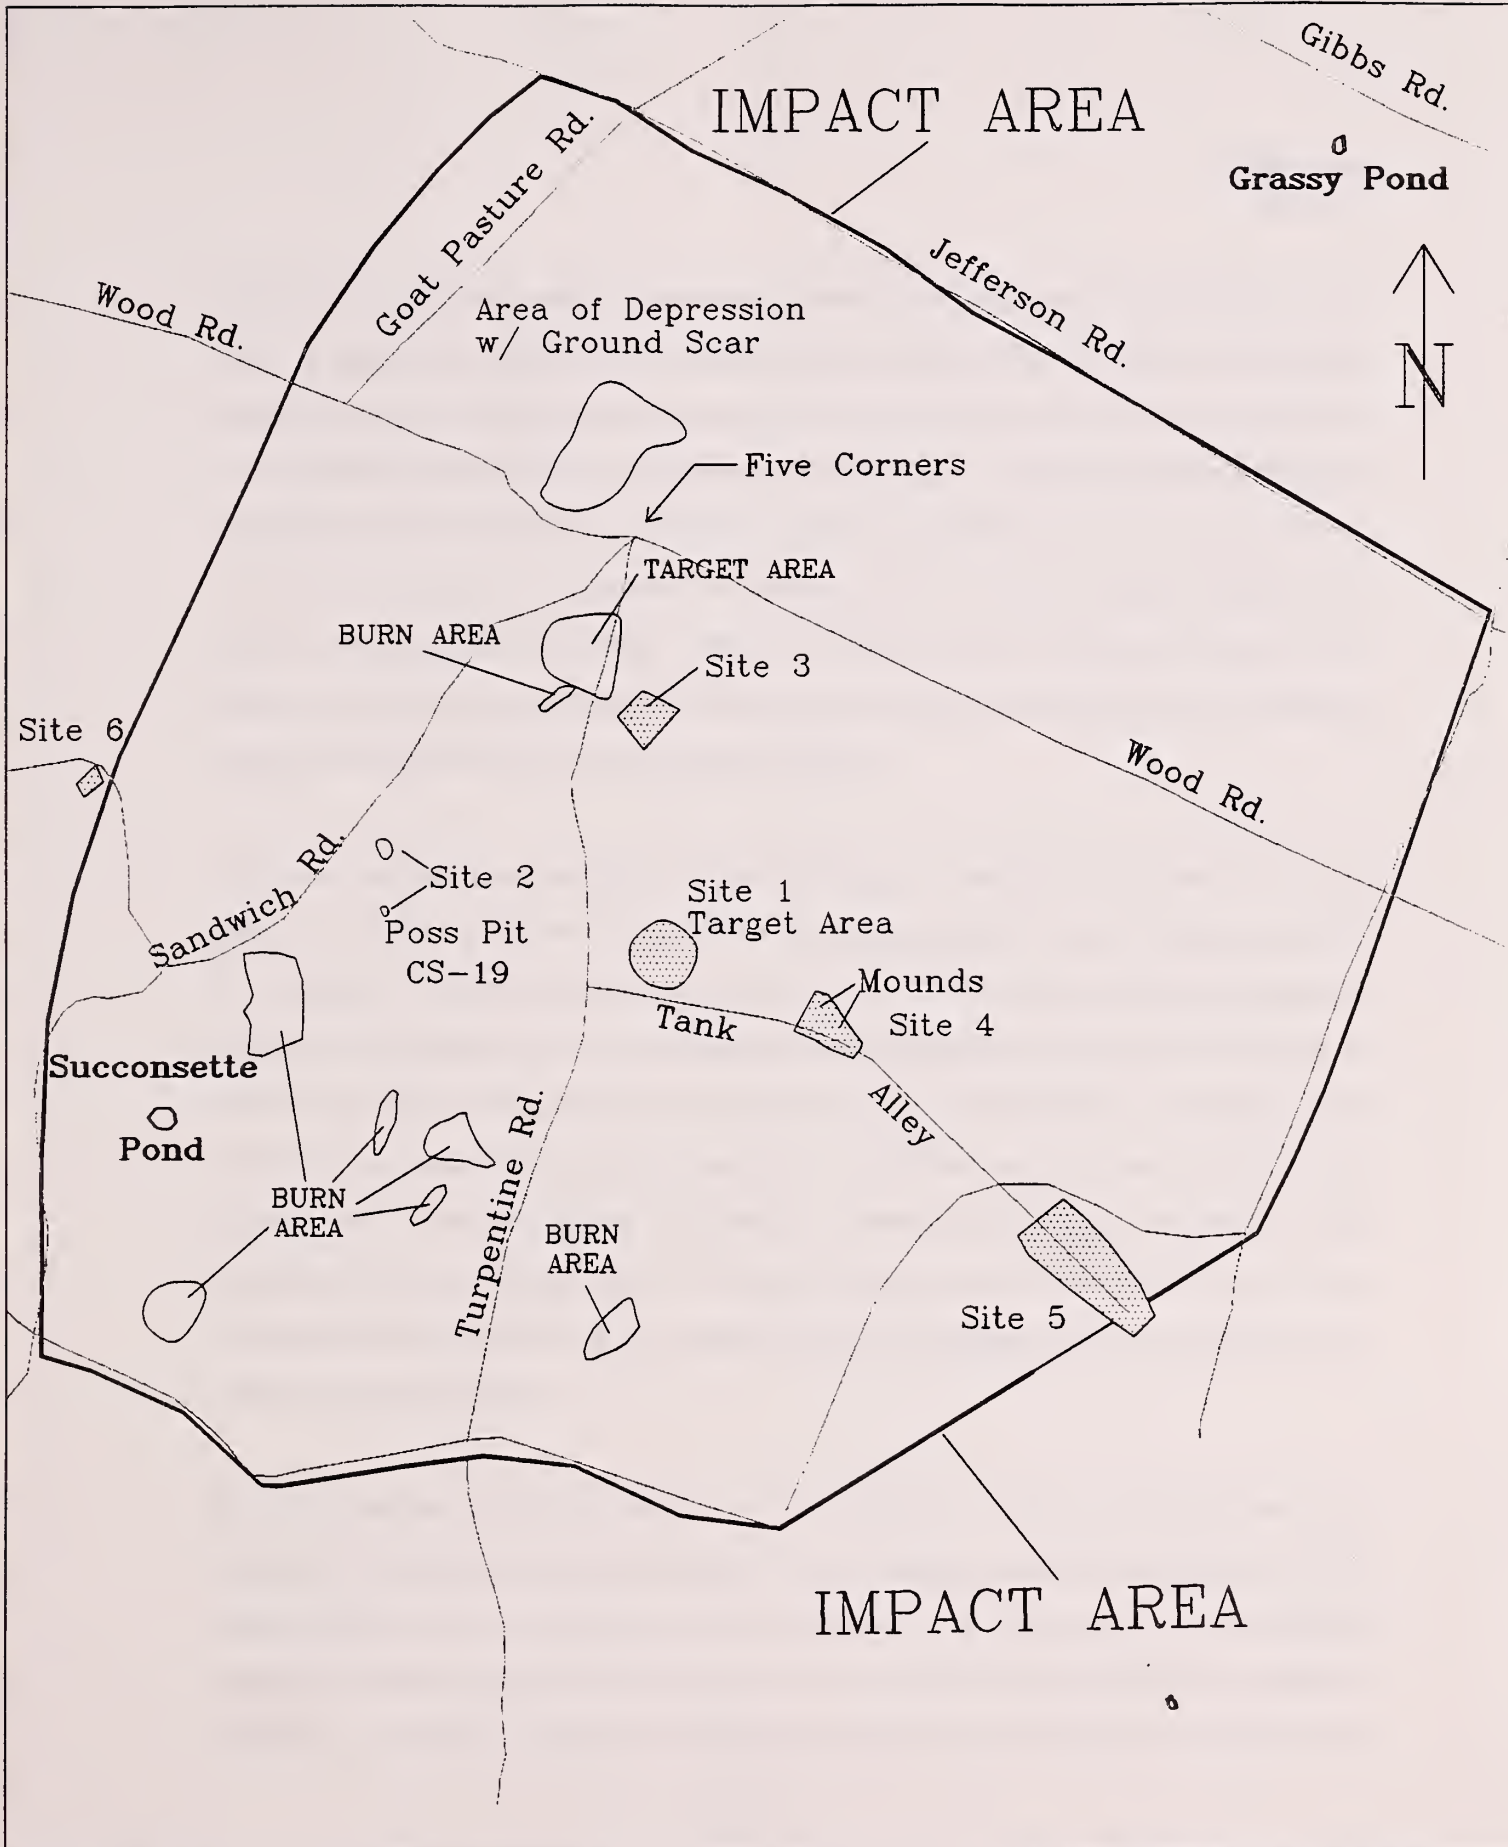 Gibbs Rd.
IMPACT AREA
Grassy Pond
Goat Pasture Rd.
Jefferson Rd.
Wood Rd.
Area of Depression
w/ Ground Scar
N
Five Corners
TARGET AREA
BURN AREA
Site 3
Site 6
Wood Rd.
Sandwich Rd.
Site 2
Poss Pit
CS-19
Site 1
Target Area
Mounds
Site 4
Tank
Alley
Succonsette
Pond
Turpentine Rd.
BURN
AREA
BURN
AREA
Site 5
IMPACT AREA